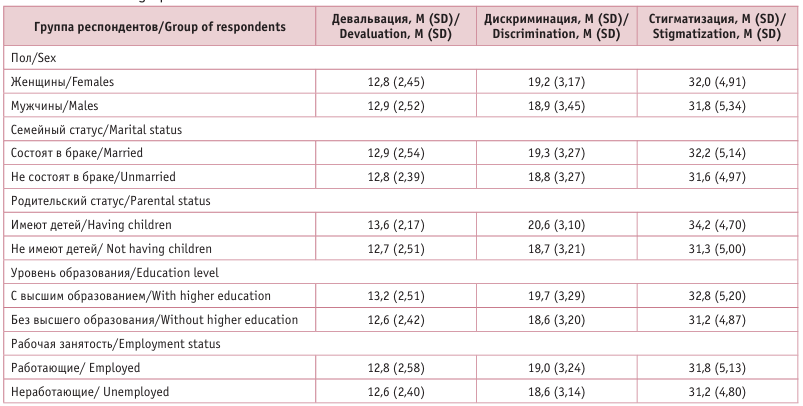 Группа респондентов/Group of respondents | Девальвация, M (SD)/ Devaluation, M (SD) | Дискриминация, M (SD)/ Discrimination, M (SD) | Стигматизация, M (SD)/ Stigmatization, M (SD)
Пол/Sex
Женщины/Females | 12,8 (2,45) | 19,2 (3,17) | 32,0 (4,91)
Мужчины/Males | 12,9 (2,52) | 18,9 (3,45) | 31,8 (5,34)
Семейный статус/Marital status
Состоят в браке/Married | 12,9 (2,54) | 19,3 (3,27) | 32,2 (5,14)
Не состоят в браке/Unmarried | 12,8 (2,39) | 18,8 (3,27) | 31,6 (4,97)
Родительский статус/Parental status
Имеют детей/Having children | 13,6 (2,17) | 20,6 (3,10) | 34,2 (4,70)
Не имеют детей/ Not having children | 12,7 (2,51) | 18,7 (3,21) | 31,3 (5,00)
Уровень образования/Education level
С высшим образованием/With higher education | 13,2 (2,51) | 19,7 (3,29) | 32,8 (5,20)
Без высшего образования/Without higher education | 12,6 (2,42) | 18,6 (3,20) | 31,2 (4,87)
Рабочая занятость/Employment status
Работающие/ Employed | 12,8 (2,58) | 19,0 (3,24) | 31,8 (5,13)
Неработающие/ Unemployed | 12,6 (2,40) | 18,6 (3,14) | 31,2 (4,80)